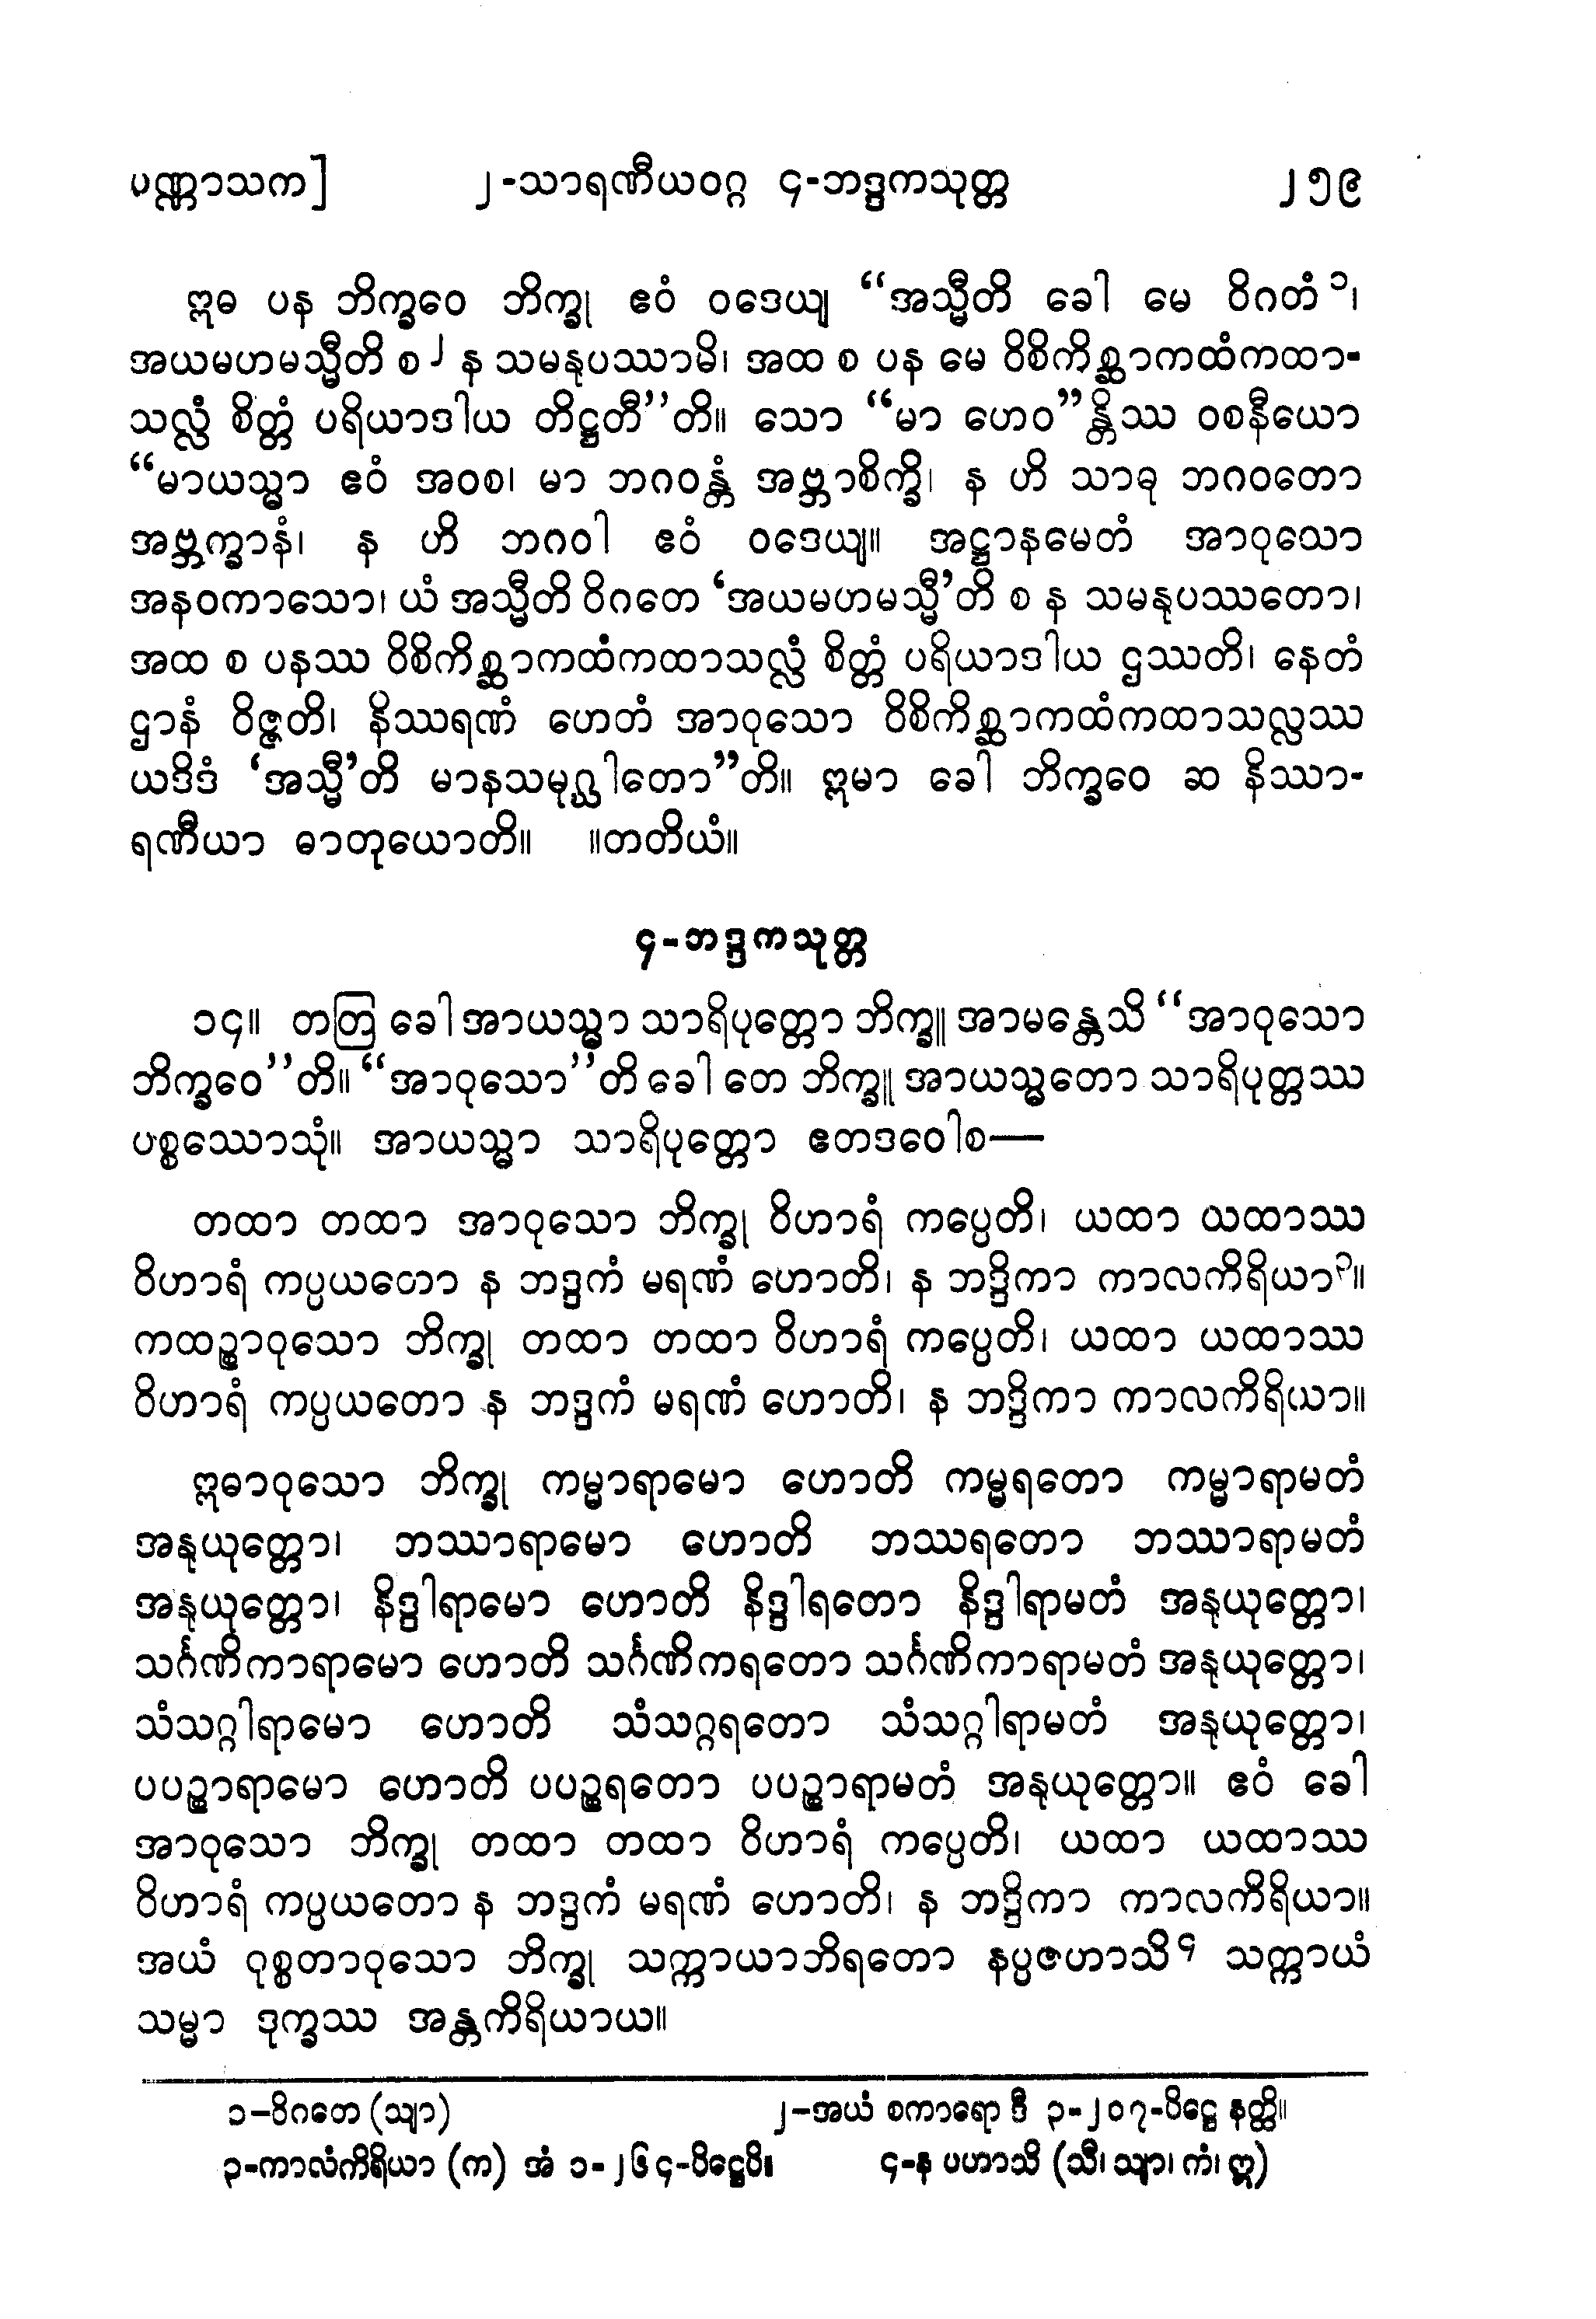 ပဏ္ဏာသက] ၂-သာရဏီယဝဂ္ဂ ၄-ဘဒ္ဒကသုတ္တ ၂၅၉
ဣဓ ပန ဘိက္ခဝေ ဘိက္ခု ဧဝံ ဝဒေယျ “အသ္မီတိ ခေါ မေ ဝိဂတံ ၁၊
အယမဟမသ္မီတိ စ ၂ န သမနုပဿာမိ၊ အထ စ ပန မေ ဝိစိကိစ္ဆာကထံကထာ-
သလ္လံ စိတ္တံ ပရိယာဒါယ တိဋ္ဌတီ”တိ။ သော “မာ ဟေဝ”န္တိဿ ဝစနီယော
“မာယသ္မာ ဧဝံ အဝစ၊ မာ ဘဂဝန္တံ အဗ္ဘာစိက္ခိ၊ န ဟိ သာဓု ဘဂဝတော
အဗ္ဘက္ခာနံ၊ န ဟိ ဘဂဝါ ဧဝံ ဝဒေယျ။ အဋ္ဌာနမေတံ အာဝုသော
အနဝကာသော၊ ယံ အသ္မီတိ ဝိဂတေ ‘အယမဟမသ္မီ’တိ စ န သမနုပဿတော၊
အထ စ ပနဿ ဝိစိကိစ္ဆာကထံကထာသလ္လံ စိတ္တံ ပရိယာဒါယ ဌဿတိ၊ နေတံ
ဌာနံ ဝိဇ္ဇတိ၊ နိဿရဏံ ဟေတံ အာဝုသော ဝိစိကိစ္ဆာကထံကထာသလ္လဿ
ယဒိဒံ ‘အသ္မီ’တိ မာနသမုဂ္ဃါတော”တိ။ ဣမာ ခေါ ဘိက္ခဝေ ဆ နိဿာ-
ရဏီယာ ဓာတုယောတိ။ ။တတိယံ။
၄-ဘဒ္ဒကသုတ္တ
၁၄။ တတြ ခေါ အာယသ္မာ သာရိပုတ္တော ဘိက္ခူ အာမန္တေသိ “အာဝုသော
ဘိက္ခဝေ”တိ။ “အာဝုသော”တိ ခေါ တေ ဘိက္ခူ အာယသ္မတော သာရိပုတ္တဿ
ပစ္စဿောသုံ။ အာယသ္မာ သာရိပုတ္တော ဧတဒဝေါစ—
တထာ တထာ အာဝုသော ဘိက္ခု ဝိဟာရံ ကပ္ပေတိ၊ ယထာ ယထာဿ
ဝိဟာရံ ကပ္ပယတော န ဘဒ္ဒကံ မရဏံ ဟောတိ၊ န ဘဒ္ဒိကာ ကာလကိရိယာ၃။
ကထဉ္စာဝုသော ဘိက္ခု တထာ တထာ ဝိဟာရံ ကပ္ပေတိ၊ ယထာ ယထာဿ
ဝိဟာရံ ကပ္ပယတော န ဘဒ္ဒကံ မရဏံ ဟောတိ၊ န ဘဒ္ဒိကာ ကာလကိရိယာ။
ဣဓာဝုသော ဘိက္ခု ကမ္မာရာမော ဟောတိ ကမ္မရတော ကမ္မာရာမတံ
အနုယုတ္တော၊ ဘဿာရာမော ဟောတိ ဘဿရတော ဘဿာရာမတံ
အနုယုတ္တော၊ နိဒ္ဒါရာမော ဟောတိ နိဒ္ဒါရတော နိဒ္ဒါရာမတံ အနုယုတ္တော၊
သင်္ဂဏိကာရာမော ဟောတိ သင်္ဂဏိကရတော သင်္ဂဏိကာရာမတံ အနုယုတ္တော၊
သံသဂ္ဂါရာမော ဟောတိ သံသဂ္ဂရတော သံသဂ္ဂါရာမတံ အနုယုတ္တော၊
ပပဉ္စာရာမော ဟောတိ ပပဉ္စရတော ပပဉ္စာရာမတံ အနုယုတ္တော။ ဧဝံ ခေါ
အာဝုသော ဘိက္ခု တထာ တထာ ဝိဟာရံ ကပ္ပေတိ၊ ယထာ ယထာဿ
ဝိဟာရံ ကပ္ပယတော န ဘဒ္ဒကံ မရဏံ ဟောတိ၊ န ဘဒ္ဒိကာ ကာလကိရိယာ။
အယံ ဝုစ္စတာဝုသော ဘိက္ခု သက္ကာယာဘိရတော နပ္ပဇဟာသိ ၄ သက္ကာယံ
သမ္မာ ဒုက္ခဿ အန္တကိရိယာယ။
၁−ဝိဂတေ (သျာ) ၂−အယံ စကာရော ဒီ ၃-၂၀၇-ပိဋ္ဌေ နတ္ထိ။
၃-ကာလံကိရိယာ (က) အံ ၁-၂၆၄-ပိဋ္ဌေပိ။ ၄-န ပဟာသိ (သီ၊ သျာ၊ ကံ၊ ဣ)